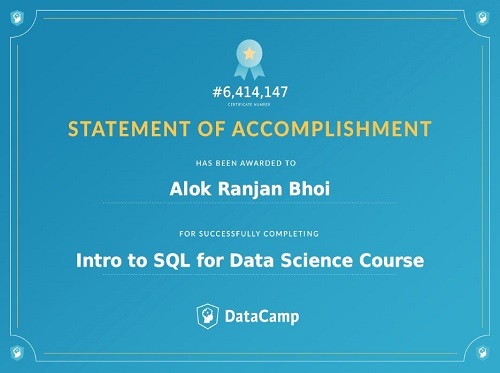 #6,414,147
CERTIFICATE NUMBER
STATEMENT OF ACCOMPLISHMENT
HAS BEEN AWARDED TO
Alok Ranjan Bhoi
FOR SUCCESSFULLY COMPLETING
Intro to SQL for Data Science Course
DataCamp